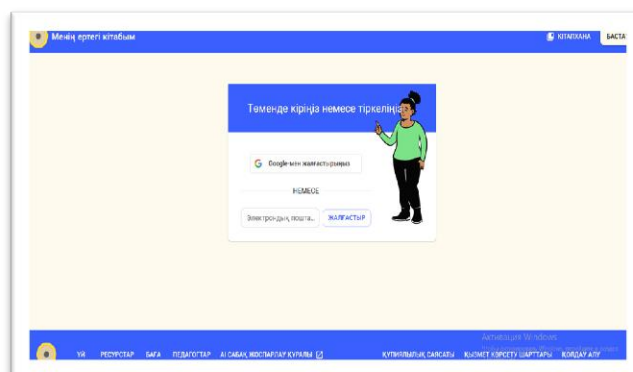 Менің ертегі кітабым
КІТАПХАНА
БАСТА
Төменде кіріңіз немесе тіркеліңіз
Google-мен жалғастырыңыз
НЕМЕСЕ
Электрондық пошта...
ЖАЛҒАСТЫР
Активация Windows
ҮЙ РЕСУРСТАР БАҒА ПЕДАГОГТАР AI САБАҚ ЖОСПАРЛАУ ҚҰРАЛЫ ҚҰПИЯЛЫЛЫҚ САЯСАТЫ ҚЫЗМЕТ КӨРСЕТУ ШАРТТАРЫ ҚОЛДАУ АЛУ